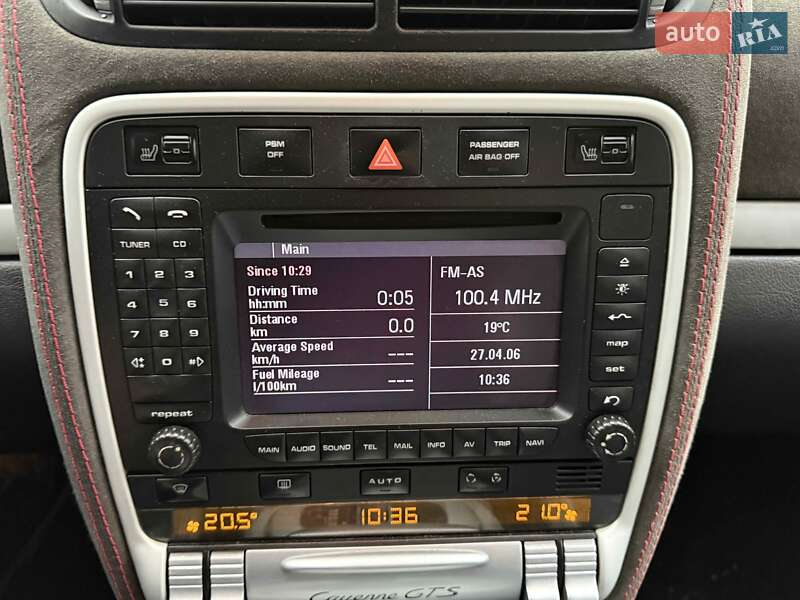 auto RIA .com
PSM OFF
PASSENGER AIR BAG OFF
TUNER CD
1 2 3
4 5 6
7 8 9
* 0 #
repeat
Main
Since 10:29
Driving Time
hh:mm 0:05
Distance
km 0.0
Average Speed
km/h ---
Fuel Mileage
l/100km ---
FM-AS
100.4 MHz
19°C
27.04.06
10:36
map
set
MAIN AUDIO SOUND TEL MAIL INFO AV TRIP NAVI
AUTO
20.5° 10:36 21.0°
Cayenne GTS